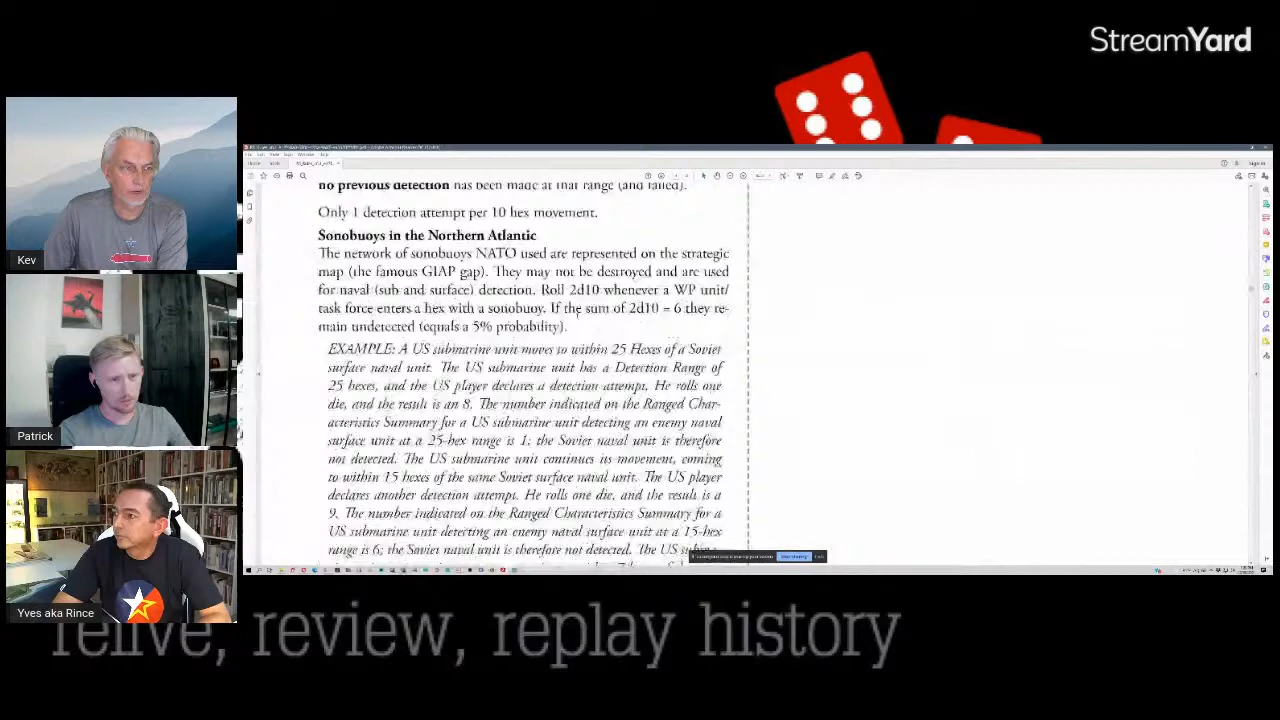 StreamYard
no previous detection has been made at that range (and failed).
Only 1 detection attempt per 10 hex movement.
Sonobuoys in the Northern Atlantic
The network of sonobuoys NATO used are represented on the strategic
map (the famous GIAP gap). They may not be destroyed and are used
for naval (sub and surface) detection. Roll 2d10 whenever a WP unit/
task force enters a hex with a sonobuoy. If the sum of 2d10 = 6 they re-
main undetected (equals a 5% probability).
EXAMPLE: A US submarine unit moves to within 25 Hexes of a Soviet
surface naval unit. The US submarine unit has a Detection Range of
25 hexes, and the US player declares a detection attempt. He rolls one
die, and the result is an 8. The number indicated on the Ranged Char-
acteristics Summary for a US submarine unit detecting an enemy naval
surface unit at a 25-hex range is 1; the Soviet naval unit is therefore
not detected. The US submarine unit continues its movement, coming
to within 15 hexes of the same Soviet surface naval unit. The US player
declares another detection attempt. He rolls one die, and the result is a
9. The number indicated on the Ranged Characteristics Summary for a
US submarine unit detecting an enemy naval surface unit at a 15-hex
range is 6; the Soviet naval unit is therefore not detected. The US
Kev
Patrick
Yves aka Rince
relive, review, replay history